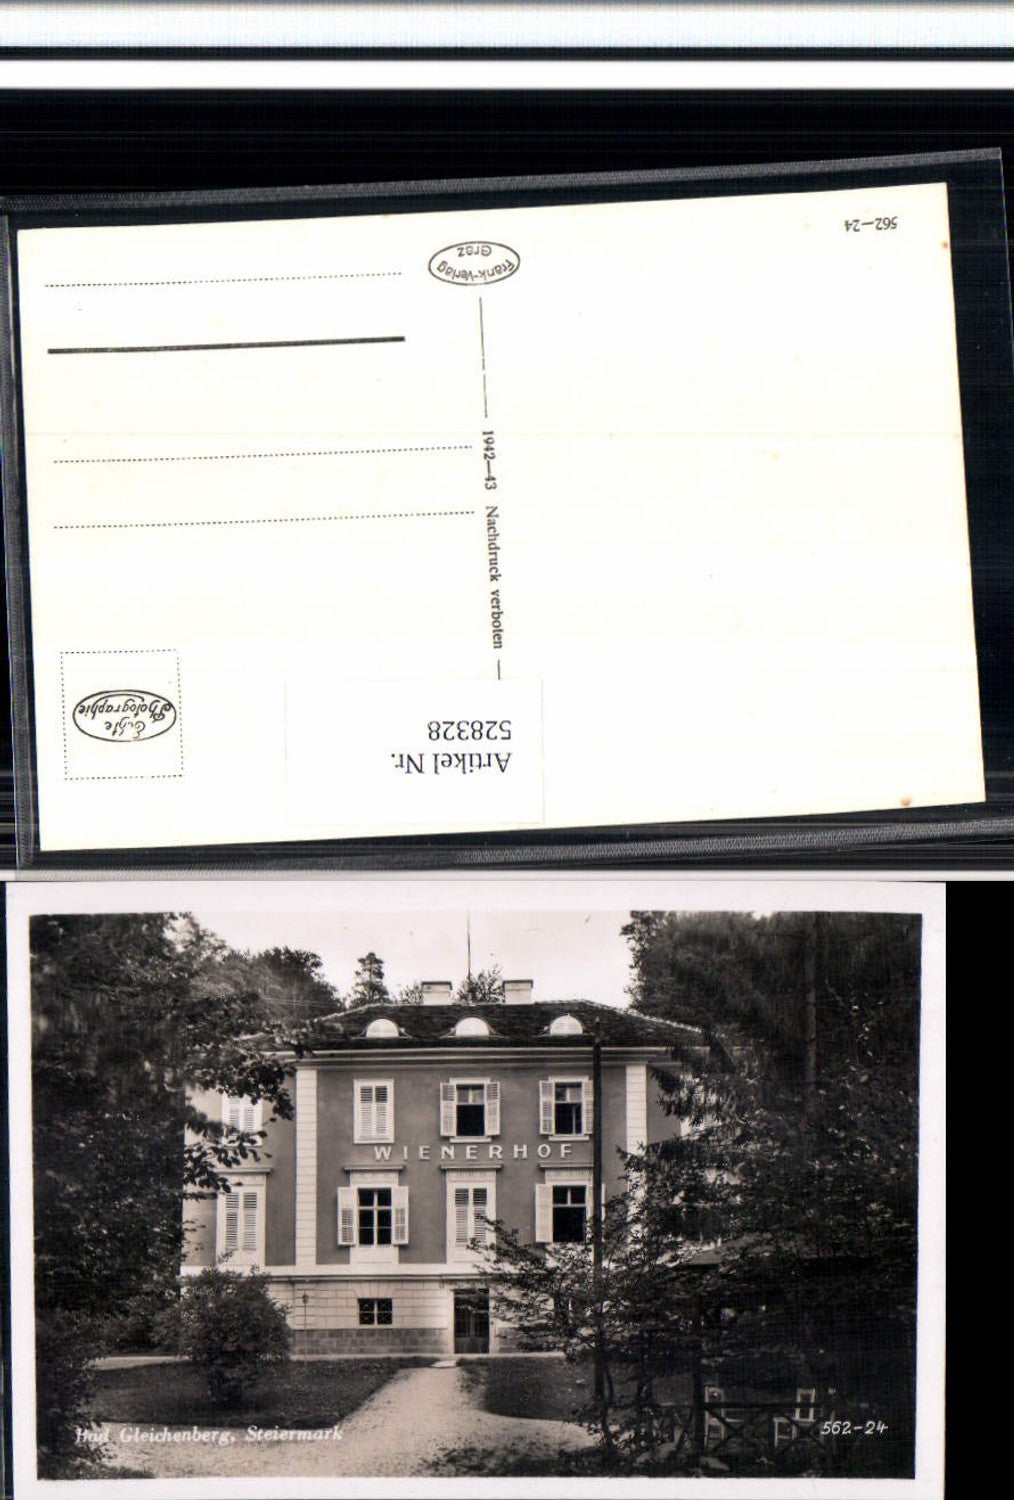 562—24
Frank-Verlag
Graz
1942—43 Nachdruck verboten
Echte
Photographie
Artikel Nr.
528328
WIENERHOF
Bad Gleichenberg, Steiermark
562-24